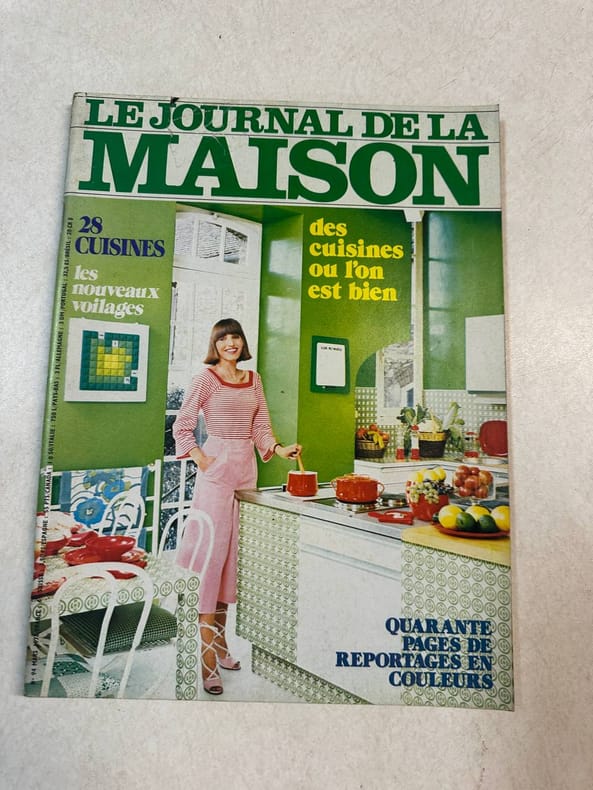 LE JOURNAL DE LA
MAISON
28
CUISINES
les
nouveaux
voilages
des
cuisines
ou l'on
est bien
QUARANTE
PAGES DE
REPORTAGES EN
COULEURS